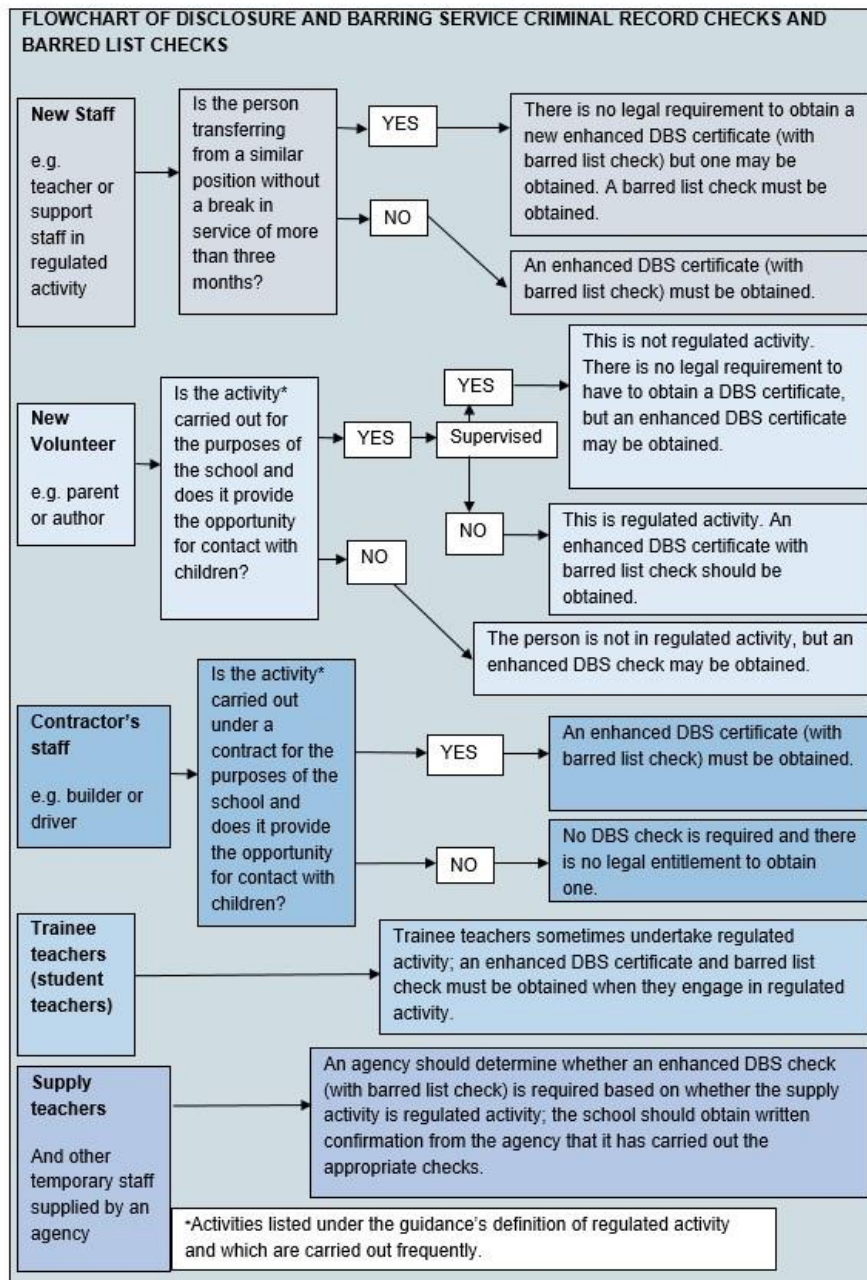 FLOWCHART OF DISCLOSURE AND BARRING SERVICE CRIMINAL RECORD CHECKS AND
BARRED LIST CHECKS
New Staff
e.g.
teacher or
support
staff in
regulated
activity
Is the person
transferring
from a similar
position without
a break in
service of more
than three
months?
YES
There is no legal requirement to obtain a
new enhanced DBS certificate (with
barred list check) but one may be
obtained. A barred list check must be
obtained.
NO
An enhanced DBS certificate (with
barred list check) must be obtained.
New
Volunteer
e.g. parent
or author
Is the activity*
carried out for
the purposes of
the school and
does it provide
the opportunity
for contact with
children?
YES
Supervised
YES
This is not regulated activity.
There is no legal requirement to
have to obtain a DBS certificate,
but an enhanced DBS certificate
may be obtained.
NO
This is regulated activity. An
enhanced DBS certificate with
barred list check should be
obtained.
NO
The person is not in regulated activity, but an
enhanced DBS check may be obtained.
Contractor's
staff
e.g. builder or
driver
Is the activity*
carried out
under a
contract for the
purposes of the
school and
does it provide
the opportunity
for contact with
children?
YES
An enhanced DBS certificate (with
barred list check) must be obtained.
NO
No DBS check is required and there
is no legal entitlement to obtain
one.
Trainee
teachers
(student
teachers)
Trainee teachers sometimes undertake regulated
activity; an enhanced DBS certificate and barred list
check must be obtained when they engage in regulated
activity.
Supply
teachers
And other
temporary staff
supplied by an
agency
An agency should determine whether an enhanced DBS check
(with barred list check) is required based on whether the supply
activity is regulated activity; the school should obtain written
confirmation from the agency that it has carried out the
appropriate checks.
*Activities listed under the guidance's definition of regulated activity
and which are carried out frequently.